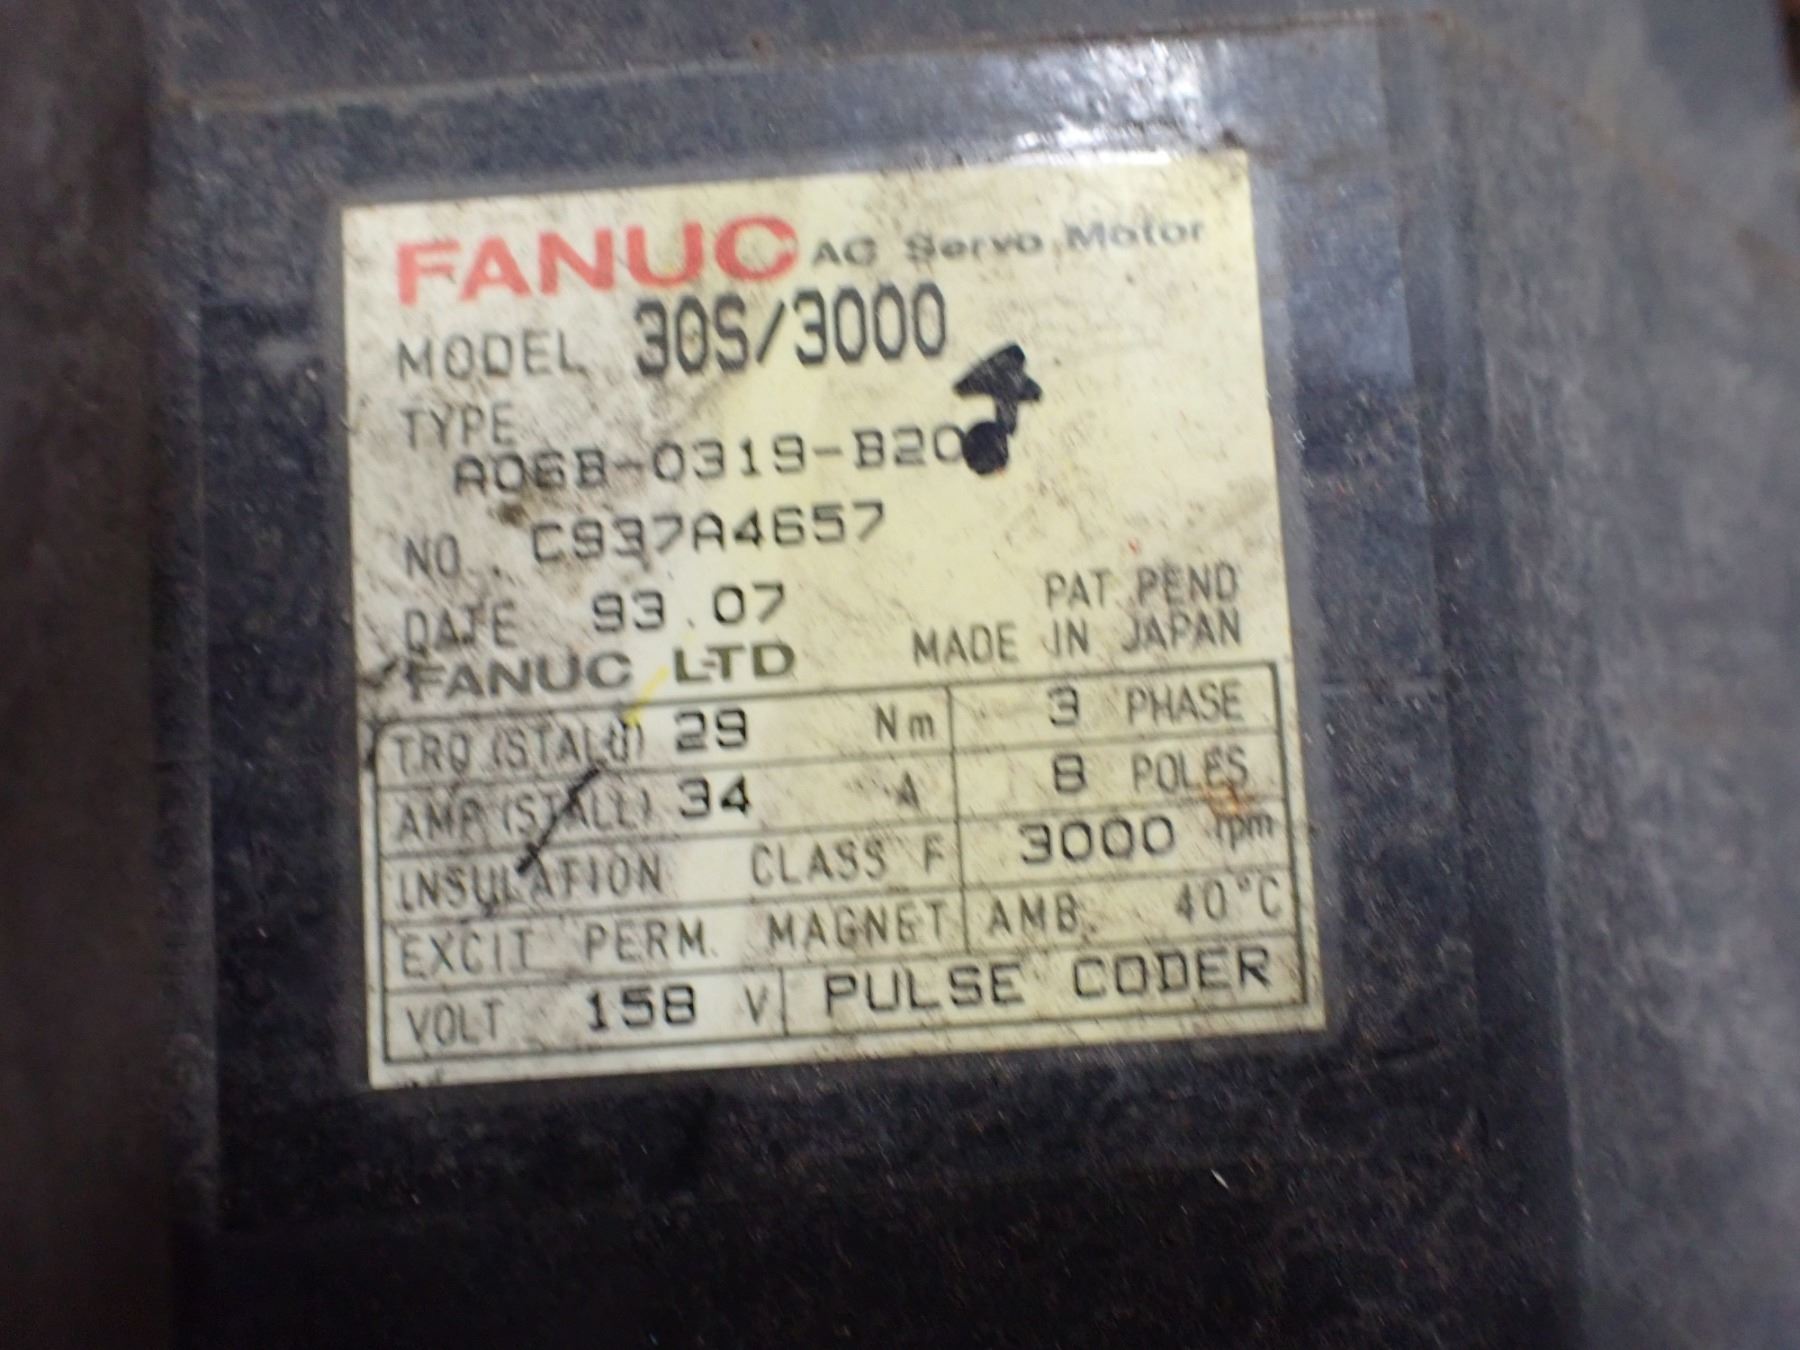 FANUC AC Servo Motor
MODEL 30S/3000
TYPE
A06B-0319-B20
NO. C937A4657
DATE 93.07
PAT PEND
FANUC LTD MADE IN JAPAN
TRQ (STALL) 29 Nm 3 PHASE
AMP (STALL) 34 A 8 POLES
INSULATION CLASS F 3000 rpm
EXCIT PERM. MAGNET AMB. 40°C
VOLT 158 V PULSE CODER